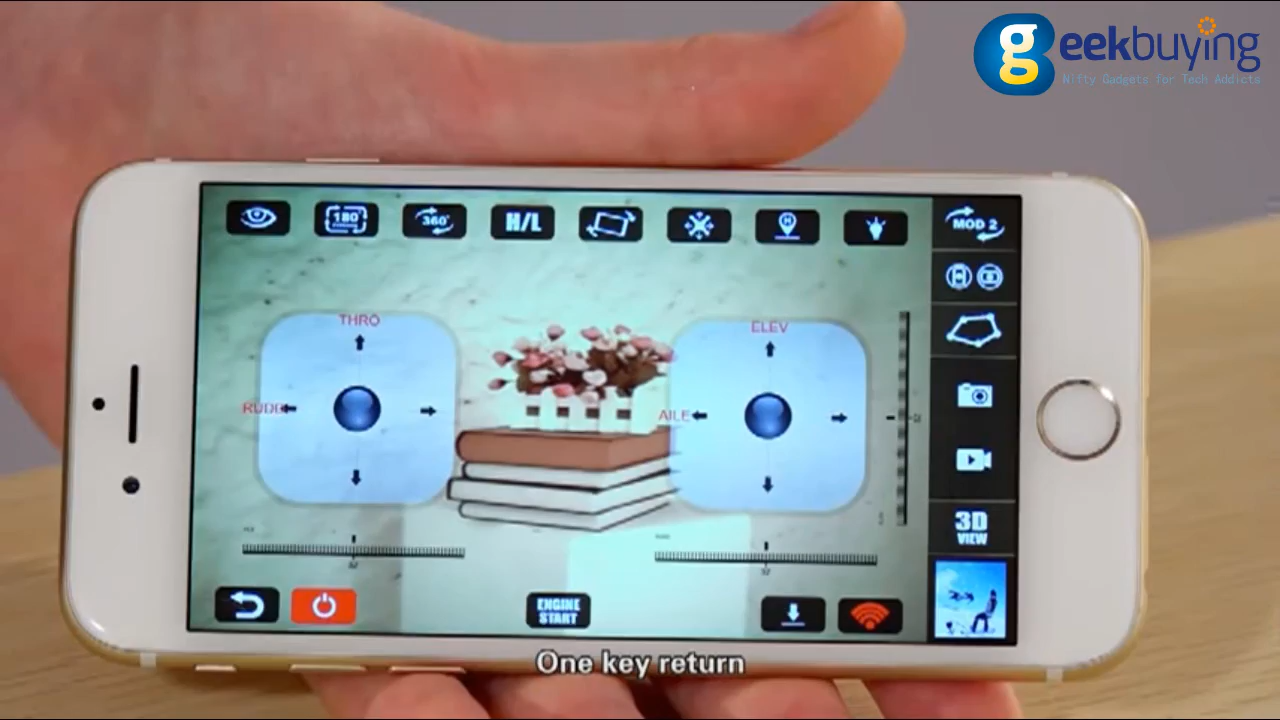 geekbuying
Nifty Gadgets for Tech Addicts
180°
360°
H/L
H
MOD 2
THRO
ELEV
RUDD
AILE
3D
VIEW
ENGINE
START
One key return